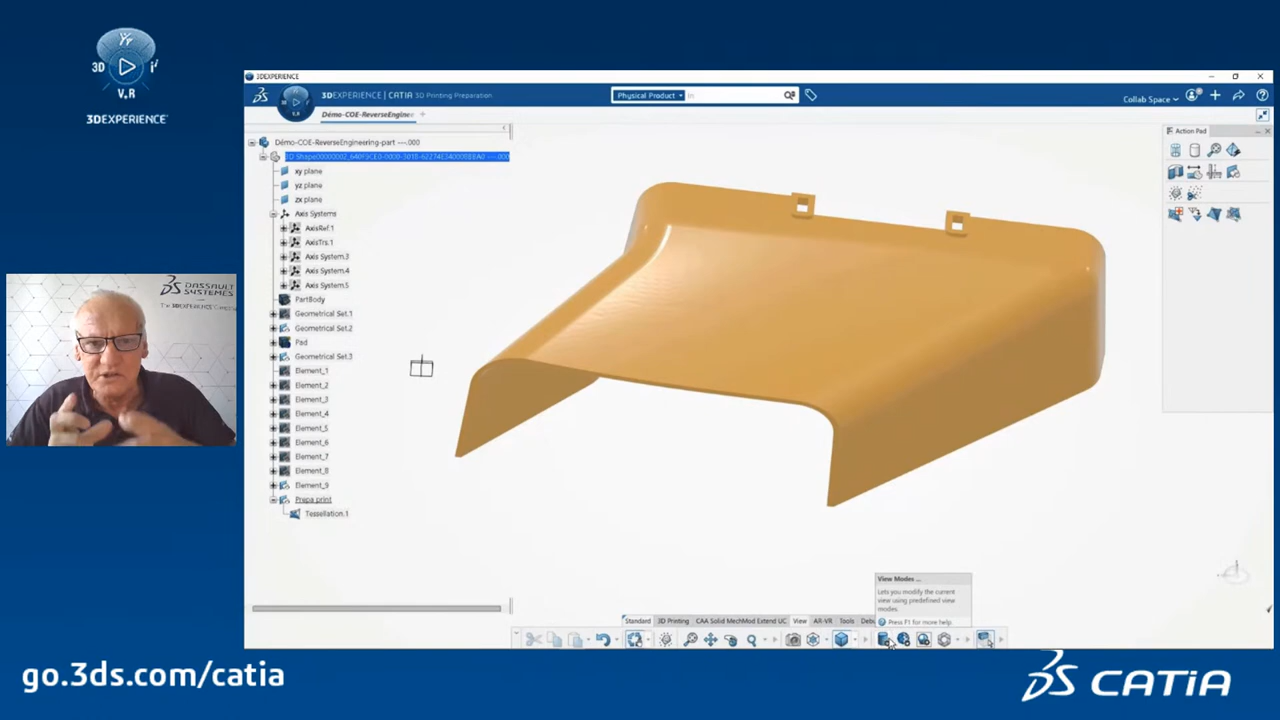 3D
V.R
3DEXPERIENCE
3DEXPERIENCE
3DEXPERIENCE | CATIA 3D Printing Preparation
Physical Product
in
Collab Space
Démo-COE-ReverseEngine
Action Pad
Démo-COE-ReverseEngineering-part ---.000
xy plane
yz plane
zx plane
Axis Systems
AxisRef.1
AxisTrs.1
Axis System.3
Axis System.4
Axis System.5
PartBody
Geometrical Set.1
Geometrical Set.2
Pad
Geometrical Set.3
Element_1
Element_2
Element_3
Element_4
Element_5
Element_6
Element_7
Element_8
Element_9
Prepa print
Tessellation.1
DASSAULT
SYSTEMES
View Modes ...
Lets you modify the current
view using predefined view
modes.
Press F1 for more help.
Standard 3D Printing CAA Solid MechMod Extend UC View AR-VR Tools
go.3ds.com/catia
CATIA